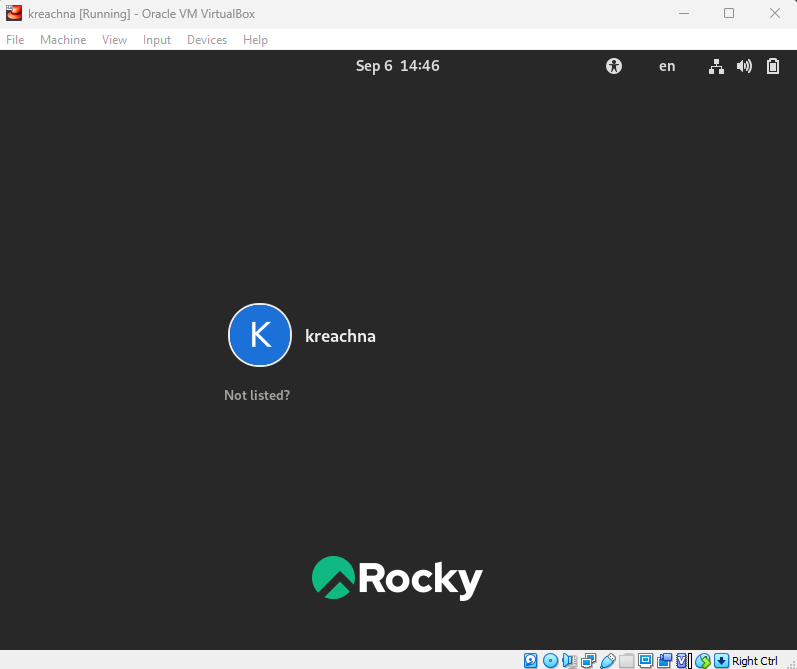 kreachna [Running] - Oracle VM VirtualBox
File Machine View Input Devices Help
Sep 6 14:46 en
K kreachna
Not listed?
Rocky
Right Ctrl